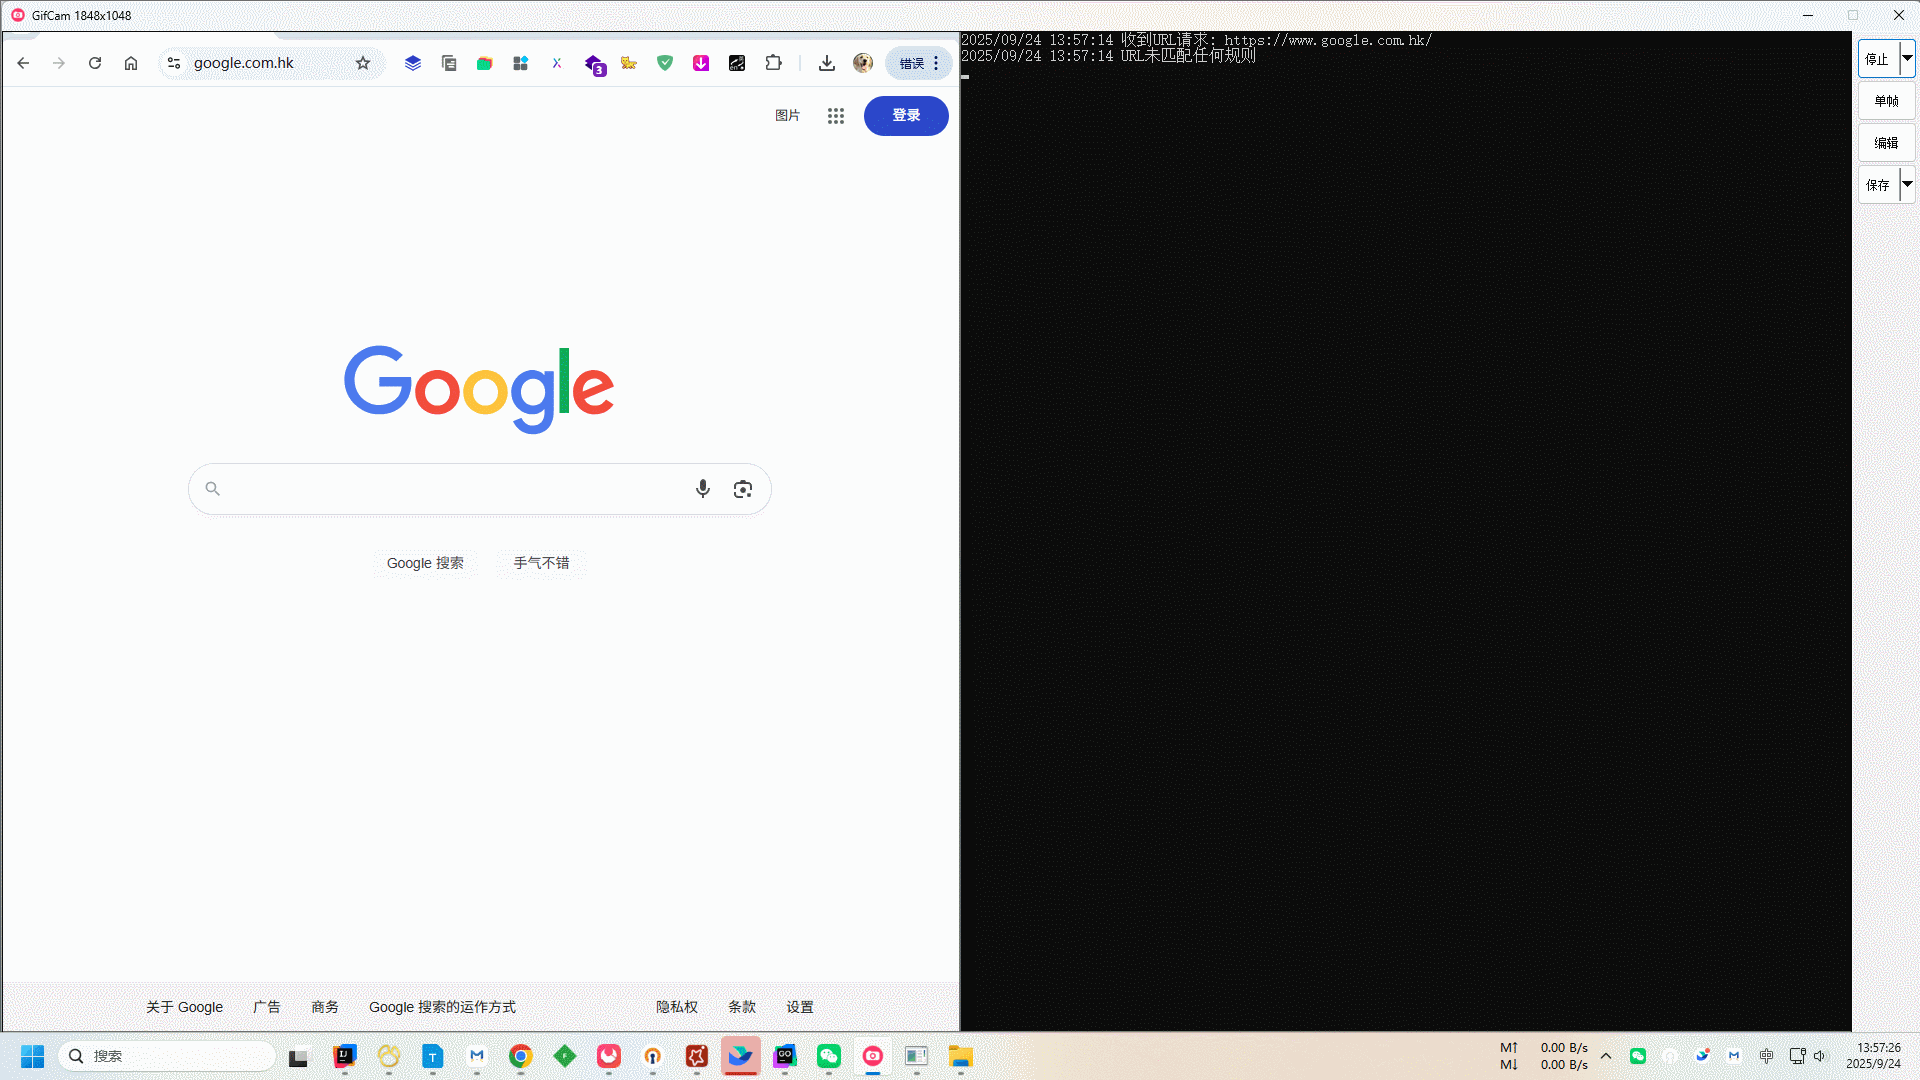 GifCam 1848x1048
google.com.hk
3
错误
图片
登录
Google
Google 搜索
手气不错
关于 Google
广告
商务
Google 搜索的运作方式
隐私权
条款
设置
2025/09/24 13:57:14 收到URL请求: https://www.google.com.hk/
2025/09/24 13:57:14 URL未匹配任何规则
停止
单帧
编辑
保存
搜索
M↑ 0.00 B/s
M↓ 0.00 B/s
中
13:57:26
2025/9/24